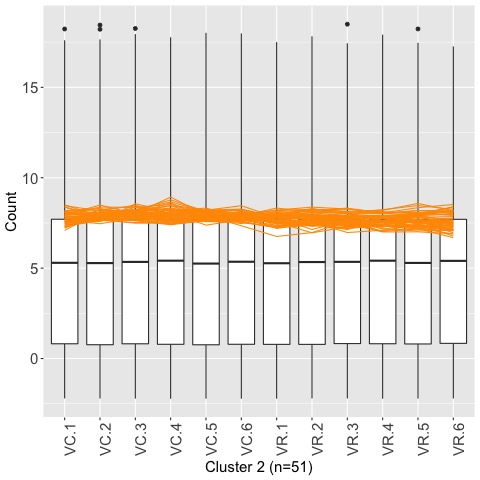 Count
15
10
5
0
VC.1
VC.2
VC.3
VC.4
VC.5
VC.6
VR.1
VR.2
VR.3
VR.4
VR.5
VR.6
Cluster 2 (n=51)